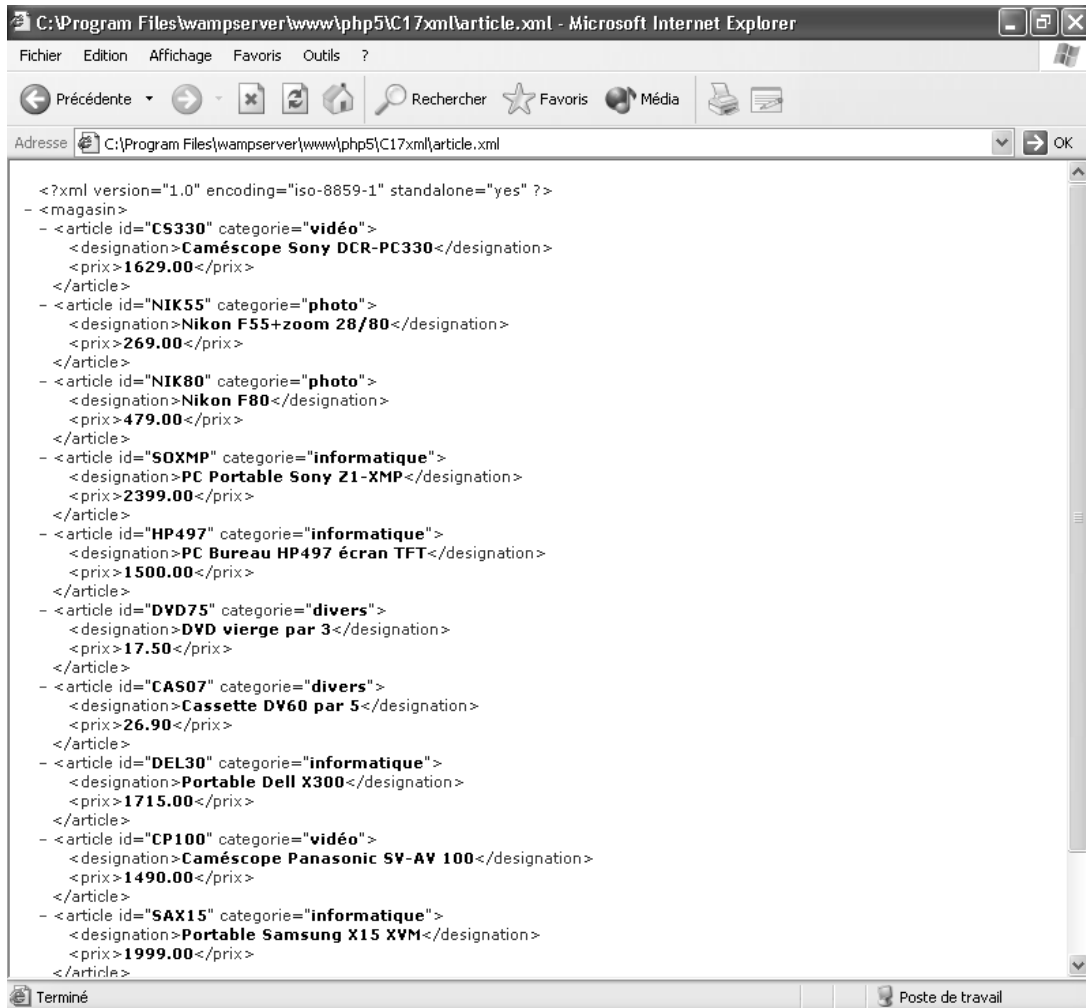 C:\Program Files\wampserver\www\php5\C17xml\article.xml - Microsoft Internet Explorer
Fichier Edition Affichage Favoris Outils ?
Précédente Rechercher Favoris Média
Adresse C:\Program Files\wampserver\www\php5\C17xml\article.xml OK
<?xml version="1.0" encoding="iso-8859-1" standalone="yes" ?>
- <magasin>
- <article id="CS330" categorie="vidéo">
<designation>Caméscope Sony DCR-PC330</designation>
<prix>1629.00</prix>
</article>
- <article id="NIK55" categorie="photo">
<designation>Nikon F55+zoom 28/80</designation>
<prix>269.00</prix>
</article>
- <article id="NIK80" categorie="photo">
<designation>Nikon F80</designation>
<prix>479.00</prix>
</article>
- <article id="SOXMP" categorie="informatique">
<designation>PC Portable Sony Z1-XMP</designation>
<prix>2399.00</prix>
</article>
- <article id="HP497" categorie="informatique">
<designation>PC Bureau HP497 écran TFT</designation>
<prix>1500.00</prix>
</article>
- <article id="DVD75" categorie="divers">
<designation>DVD vierge par 3</designation>
<prix>17.50</prix>
</article>
- <article id="CAS07" categorie="divers">
<designation>Cassette DV60 par 5</designation>
<prix>26.90</prix>
</article>
- <article id="DEL30" categorie="informatique">
<designation>Portable Dell X300</designation>
<prix>1715.00</prix>
</article>
- <article id="CP100" categorie="vidéo">
<designation>Caméscope Panasonic SV-AV 100</designation>
<prix>1490.00</prix>
</article>
- <article id="SAX15" categorie="informatique">
<designation>Portable Samsung X15 XVM</designation>
<prix>1999.00</prix>
</article>
Terminé Poste de travail